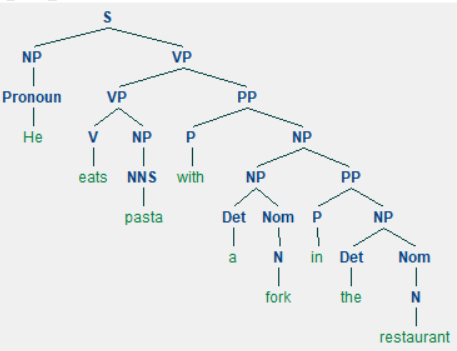 S
NP VP
Pronoun VP PP
He V NP P NP
eats NNS with NP PP
pasta Det Nom P NP
a N in Det Nom
fork the N
restaurant